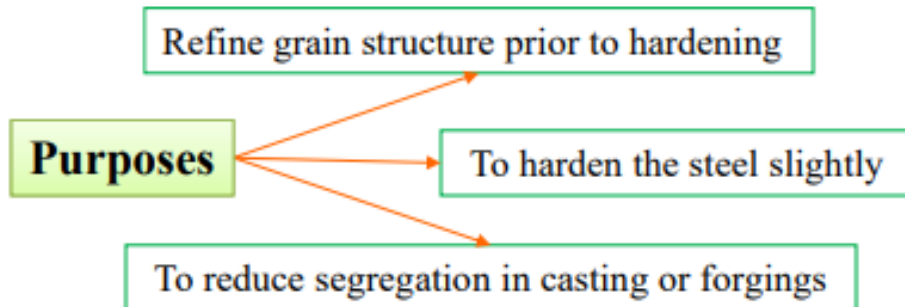 Refine grain structure prior to hardening
Purposes
To harden the steel slightly
To reduce segregation in casting or forgings